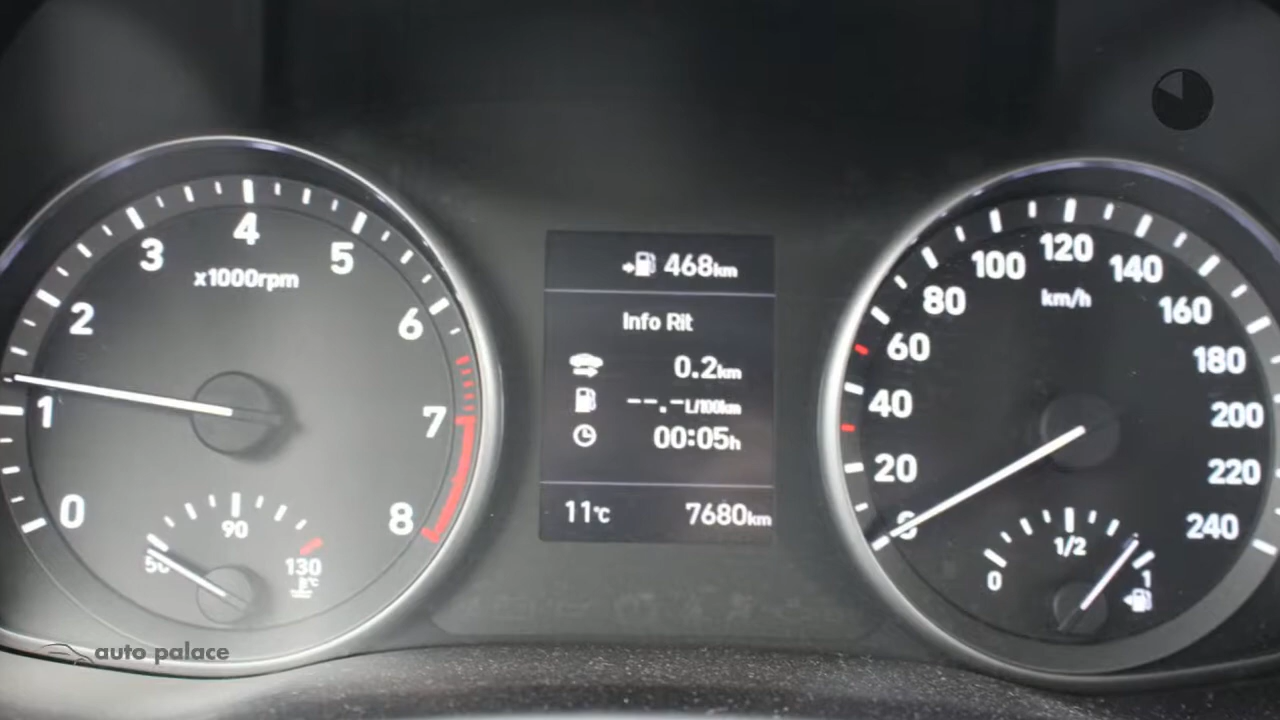 0
1
2
3
4
5
6
7
8
x1000rpm
50
90
130
°C
468km
Info Rit
0.2km
--.-L/100km
00:05h
11°C
7680km
0
20
40
60
80
100
120
140
160
180
200
220
240
km/h
0
1/2
1
auto palace